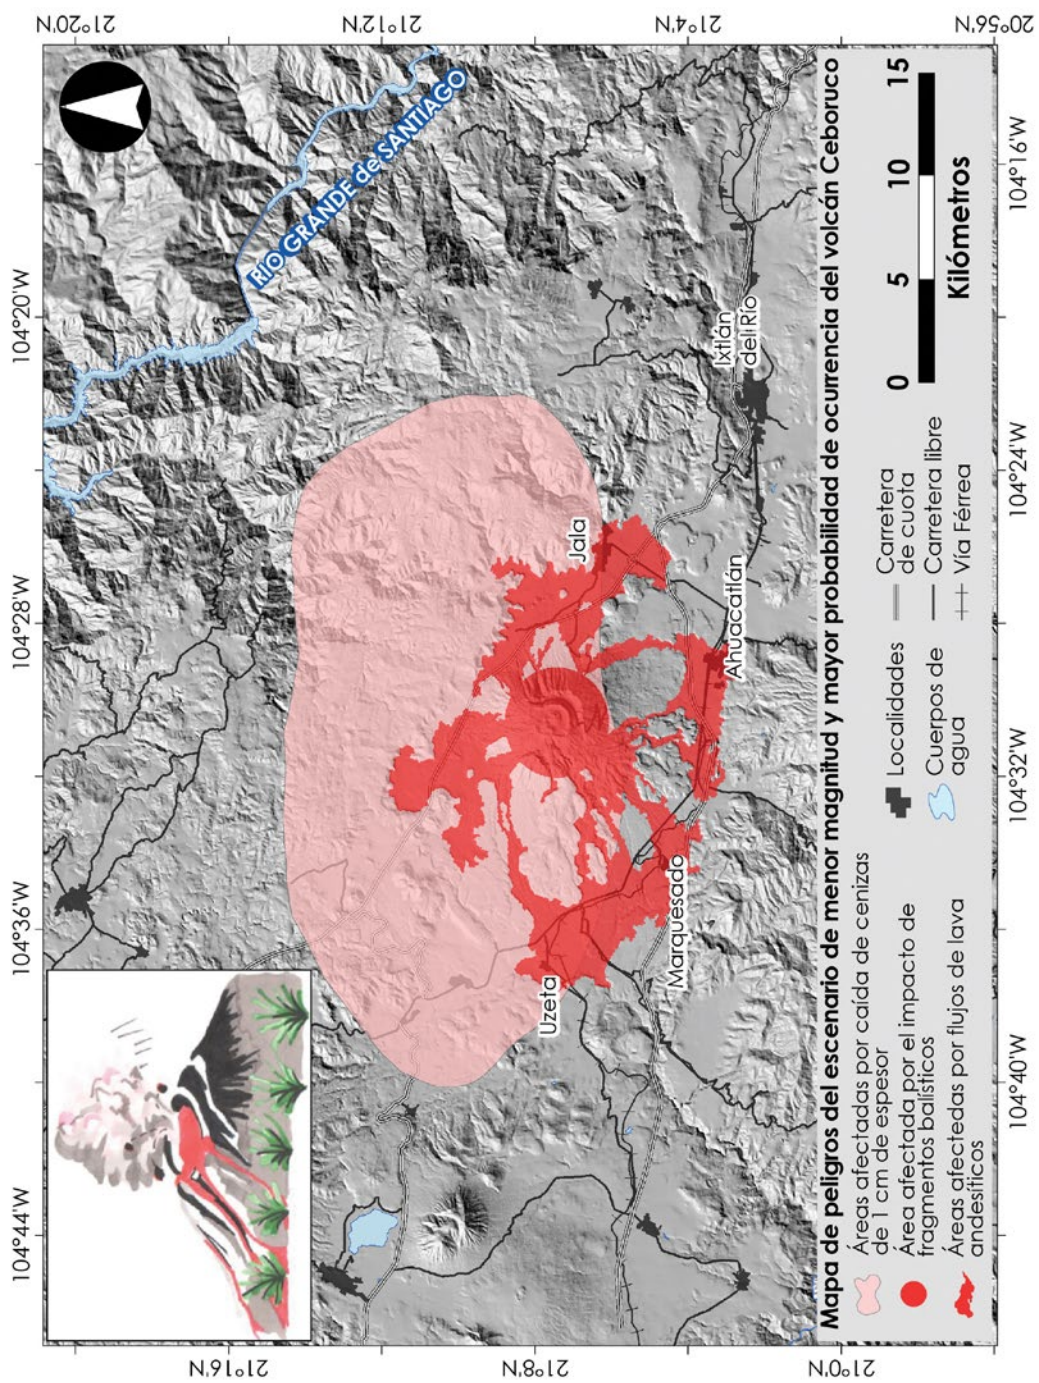 104°44'W
104°36'W
104°28'W
104°20'W
21°20'N
21°16'N
21°12'N
RIO GRANDE de SANTIAGO
21°8'N
Uzeta
Jala
Marquesado
Ahuacatlán
Ixtlán
del Río
21°4'N
21°0'N
20°56'N
Mapa de peligros del escenario de menor magnitud y mayor probabilidad de ocurrencia del volcán Ceboruco
Áreas afectadas por caída de cenizas
de 1 cm de espesor
Área afectada por el impacto de
fragmentos balísticos
Áreas afectedas por flujos de lava
andesíticos
Localidades
Cuerpos de
agua
Carretera
de cuota
Carretera libre
Vía Férrea
0 5 10 15
Kilómetros
104°40'W
104°32'W
104°24'W
104°16'W